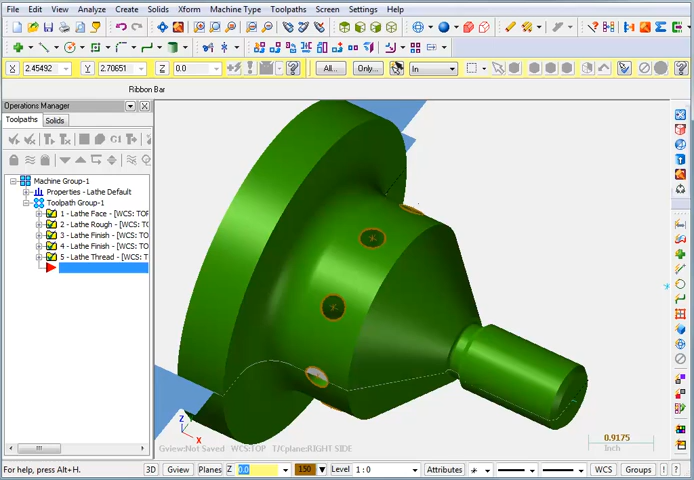 File Edit View Analyze Create Solids Xform Machine Type Toolpaths Screen Settings Help
X 2.45492 Y 2.70651 Z 0.0 All... Only... In
Ribbon Bar
Operations Manager
Toolpaths Solids
Machine Group-1
Properties - Lathe Default
Toolpath Group-1
1 - Lathe Face - [WCS: TOP
2 - Lathe Rough - [WCS: TO
3 - Lathe Finish - [WCS: TO
4 - Lathe Finish - [WCS: TO
5 - Lathe Thread - [WCS: T
Z
X
Gview:Not Saved WCS:TOP T/Cplane:RIGHT SIDE
0.9175
Inch
For help, press Alt+H. 3D Gview Planes Z 0.0 150 Level 1 : 0 Attributes WCS Groups ! ?